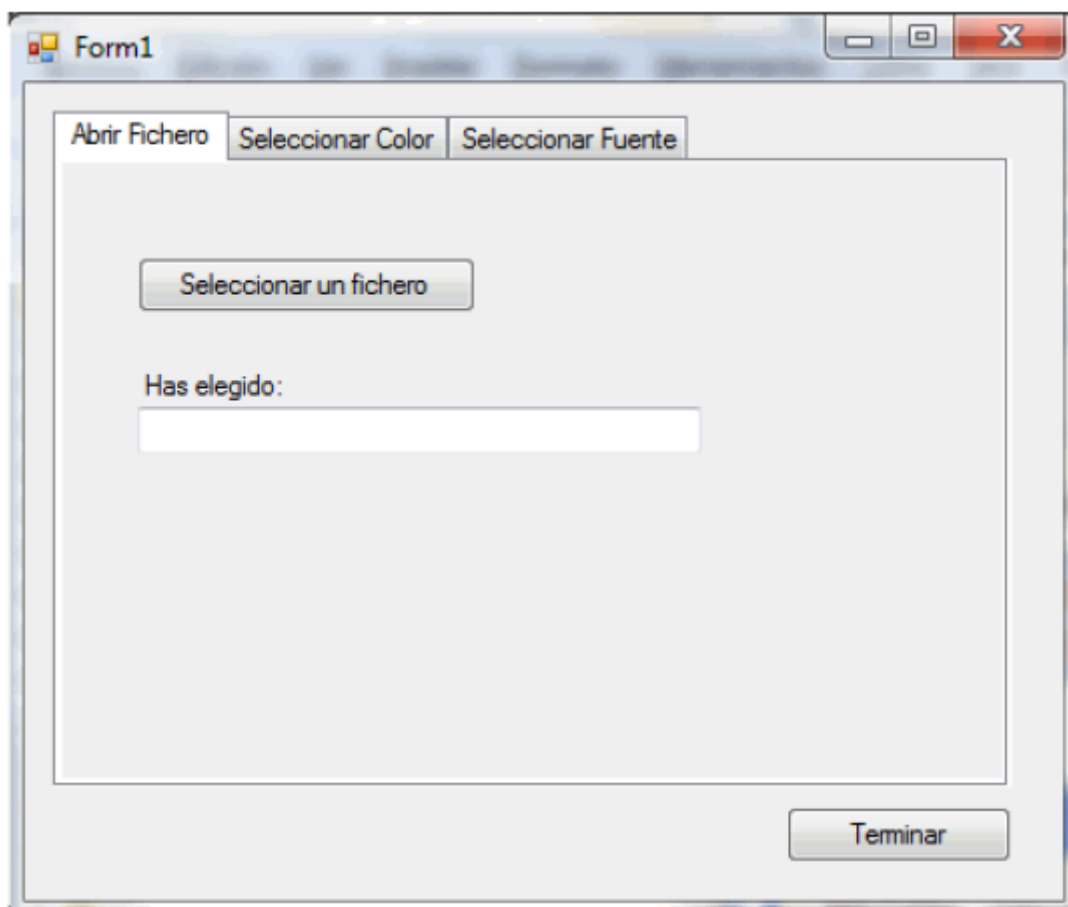 Form1
Abrir Fichero
Seleccionar Color
Seleccionar Fuente
Seleccionar un fichero
Has elegido:
Terminar